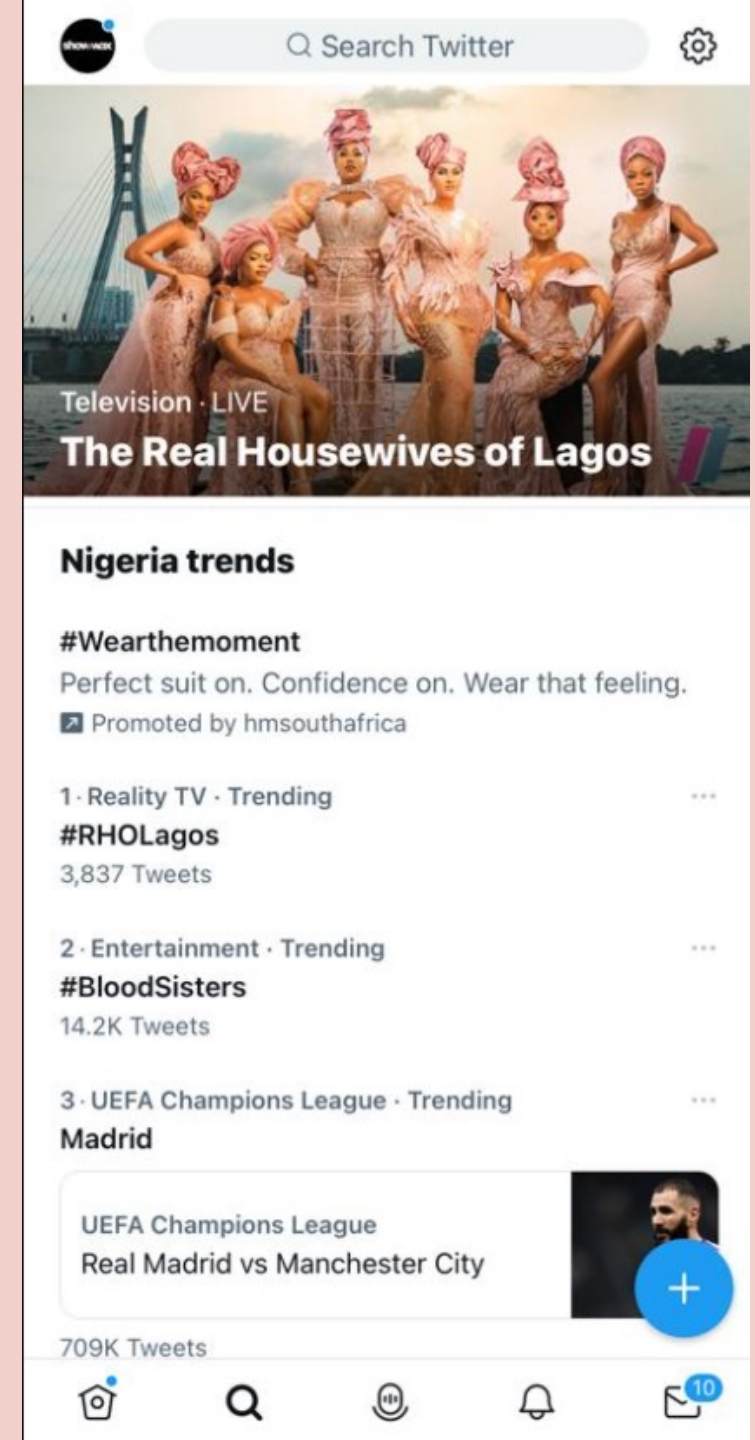 showmax
Search Twitter
Television · LIVE
The Real Housewives of Lagos
Nigeria trends
#Wearthemoment
Perfect suit on. Confidence on. Wear that feeling.
Promoted by hmsouthafrica
1 · Reality TV · Trending
#RHOLagos
3,837 Tweets
2 · Entertainment · Trending
#BloodSisters
14.2K Tweets
3 · UEFA Champions League · Trending
Madrid
UEFA Champions League
Real Madrid vs Manchester City
709K Tweets
10